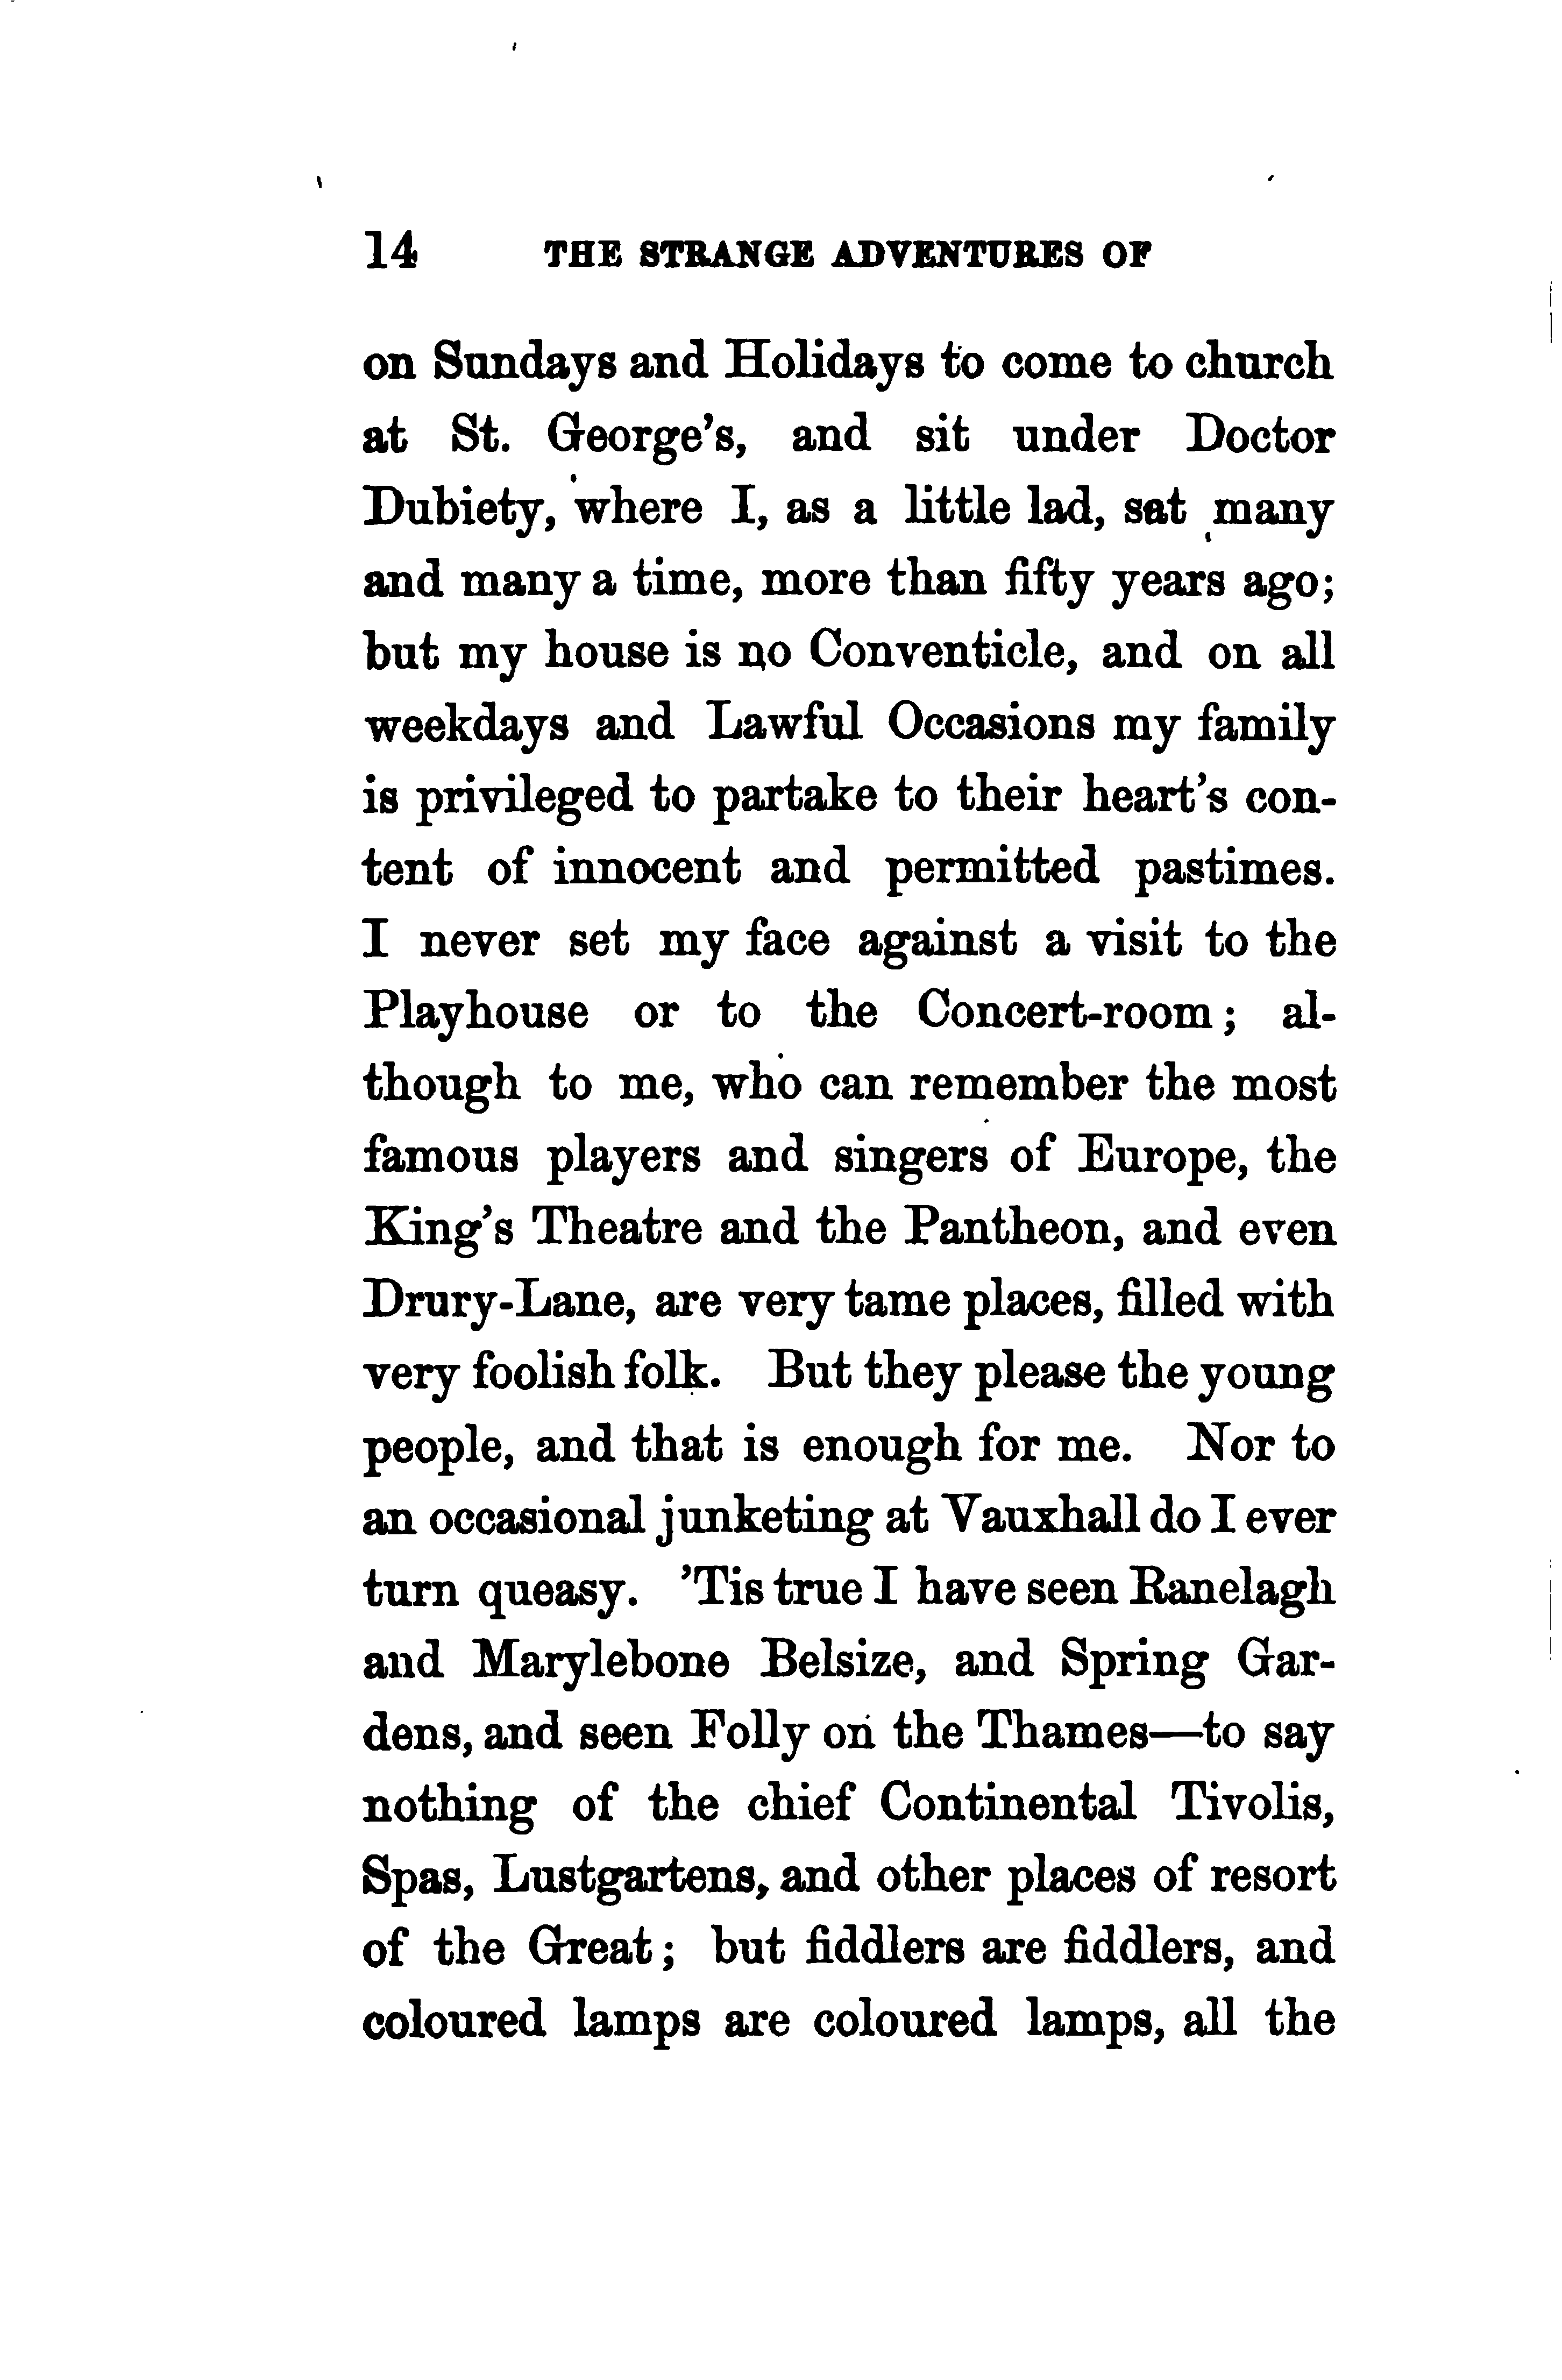 14 THE STRANGE ADVENTURES OF
on Sundays and Holidays to come to church
at St. George's, and sit under Doctor
Dubiety, where I, as a little lad, sat many
and many a time, more than fifty years ago;
but my house is no Conventicle, and on all
weekdays and Lawful Occasions my family
is privileged to partake to their heart's con-
tent of innocent and permitted pastimes.
I never set my face against a visit to the
Playhouse or to the Concert-room; al-
though to me, who can remember the most
famous players and singers of Europe, the
King's Theatre and the Pantheon, and even
Drury-Lane, are very tame places, filled with
very foolish folk. But they please the young
people, and that is enough for me. Nor to
an occasional junketing at Vauxhall do I ever
turn queasy. 'Tis true I have seen Ranelagh
and Marylebone Belsize, and Spring Gar-
dens, and seen Folly on the Thames—to say
nothing of the chief Continental Tivolis,
Spas, Lustgartens, and other places of resort
of the Great; but fiddlers are fiddlers, and
coloured lamps are coloured lamps, all the